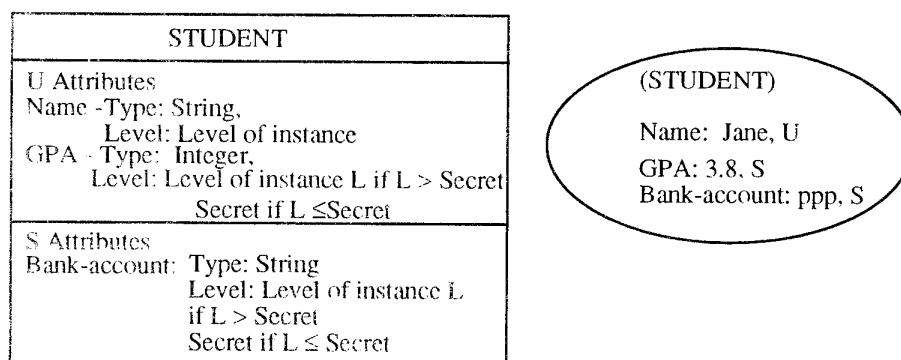 STUDENT
U Attributes
Name -Type: String,
Level: Level of instance
GPA - Type: Integer,
Level: Level of instance L if L > Secret
Secret if L ≤Secret
S Attributes
Bank-account: Type: String
Level: Level of instance L
if L > Secret
Secret if L ≤ Secret
(STUDENT)
Name: Jane, U
GPA: 3.8, S
Bank-account: ppp, S